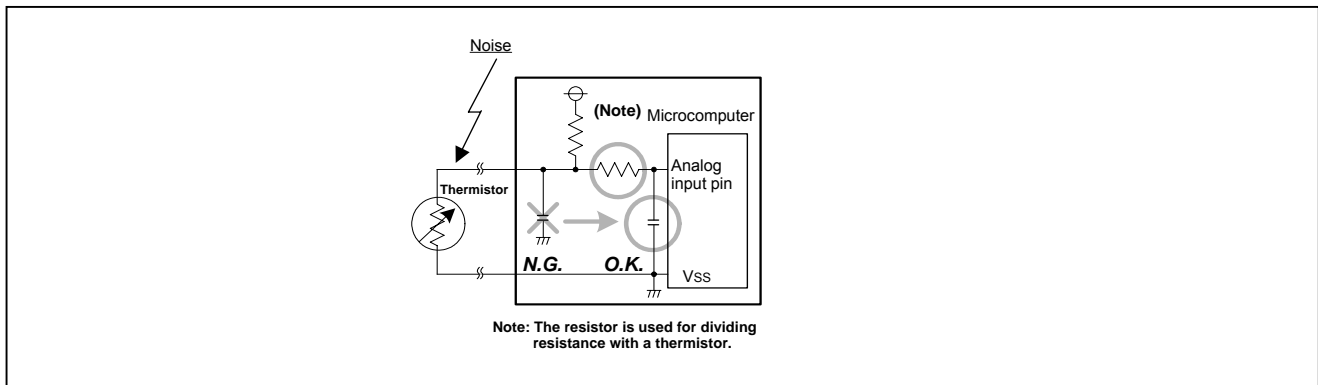 Noise
(Note) Microcomputer
Analog
input pin
Thermistor
N.G. O.K.
Vss
Note: The resistor is used for dividing
resistance with a thermistor.